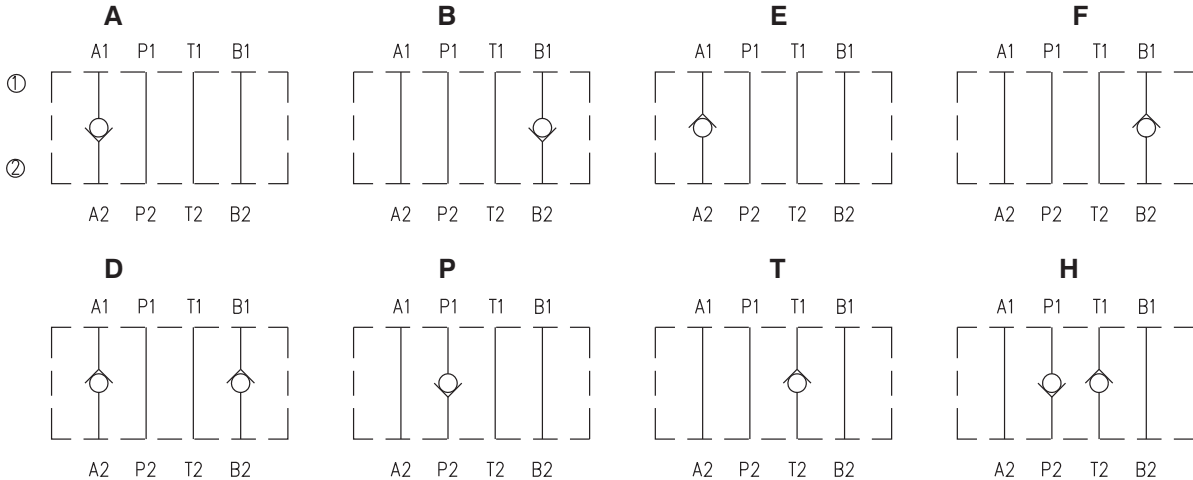 A B E F
A1 P1 T1 B1 A1 P1 T1 B1 A1 P1 T1 B1 A1 P1 T1 B1
①
②
A2 P2 T2 B2 A2 P2 T2 B2 A2 P2 T2 B2 A2 P2 T2 B2
D P T H
A1 P1 T1 B1 A1 P1 T1 B1 A1 P1 T1 B1 A1 P1 T1 B1
A2 P2 T2 B2 A2 P2 T2 B2 A2 P2 T2 B2 A2 P2 T2 B2